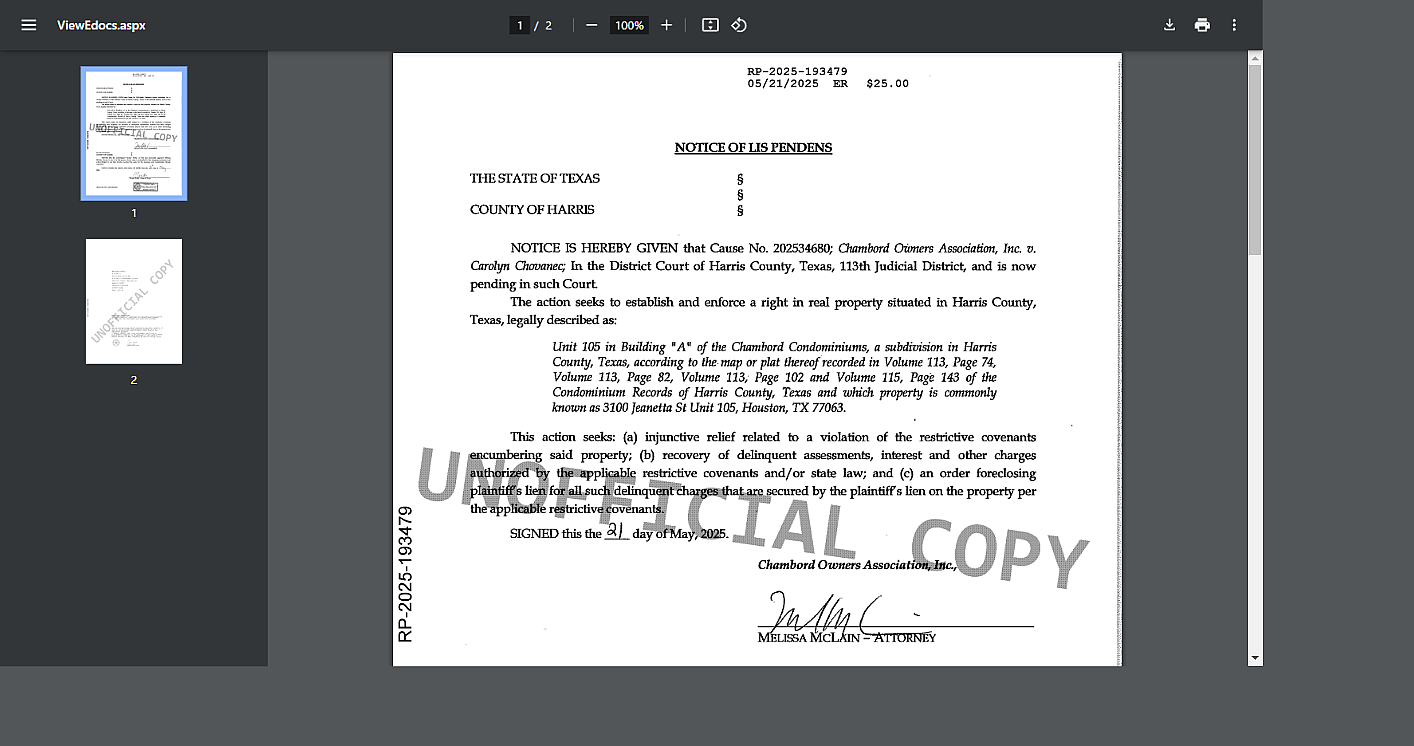 ViewEdocs.aspx
1 / 2
100%
RP-2025-193479
05/21/2025 ER $25.00
NOTICE OF LIS PENDENS
THE STATE OF TEXAS §
§
COUNTY OF HARRIS §
NOTICE IS HEREBY GIVEN that Cause No. 202534680; Chambord Owners Association, Inc. v.
Carolyn Chovanec; In the District Court of Harris County, Texas, 113th Judicial District, and is now
pending in such Court.
The action seeks to establish and enforce a right in real property situated in Harris County,
Texas, legally described as:
Unit 105 in Building "A" of the Chambord Condominiums, a subdivision in Harris
County, Texas, according to the map or plat thereof recorded in Volume 113, Page 74,
Volume 113, Page 82, Volume 113, Page 102 and Volume 115, Page 143 of the
Condominium Records of Harris County, Texas and which property is commonly
known as 3100 Jeanetta St Unit 105, Houston, TX 77063.
This action seeks: (a) injunctive relief related to a violation of the restrictive covenants
encumbering said property; (b) recovery of delinquent assessments, interest and other charges
authorized by the applicable restrictive covenants and/or state law; and (c) an order foreclosing
plaintiff's lien for all such delinquent charges that are secured by the plaintiff's lien on the property per
the applicable restrictive covenants.
SIGNED this the 21 day of May, 2025.
Chambord Owners Association, Inc.,
MELISSA MCLAIN – ATTORNEY
RP-2025-193479
UNOFFICIAL COPY
UNOFFICIAL COPY
1
UNOFFICIAL COPY
2